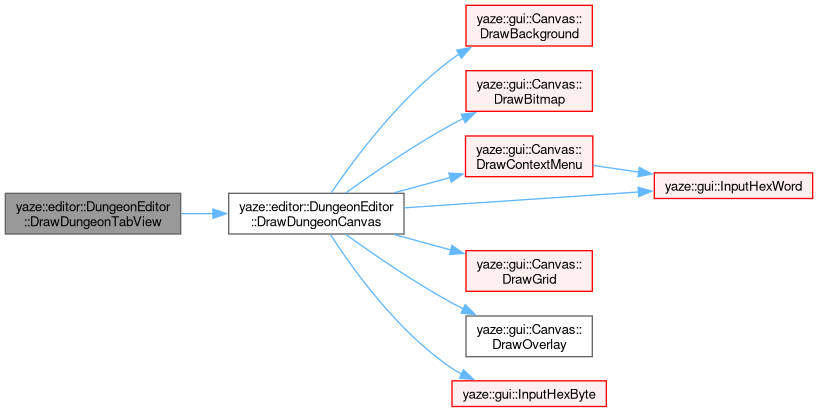 yaze::editor::DungeonEditor
::DrawDungeonTabView
yaze::editor::DungeonEditor
::DrawDungeonCanvas
yaze::gui::Canvas::
DrawBackground
yaze::gui::Canvas::
DrawBitmap
yaze::gui::Canvas::
DrawContextMenu
yaze::gui::InputHexWord
yaze::gui::Canvas::
DrawGrid
yaze::gui::Canvas::
DrawOverlay
yaze::gui::InputHexByte